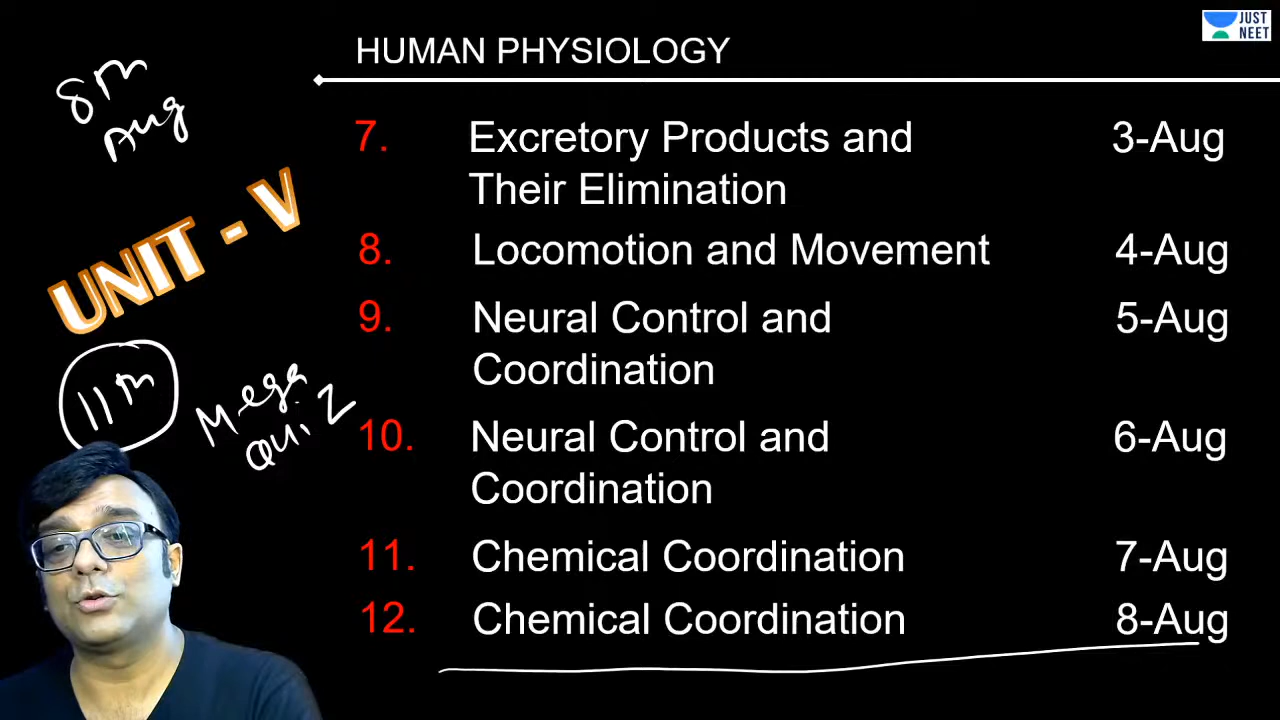 JUST
NEET
HUMAN PHYSIOLOGY
8th
Aug
UNIT - V
11th
Mega
Quiz
7. Excretory Products and 3-Aug
Their Elimination
8. Locomotion and Movement 4-Aug
9. Neural Control and 5-Aug
Coordination
10. Neural Control and 6-Aug
Coordination
11. Chemical Coordination 7-Aug
12. Chemical Coordination 8-Aug